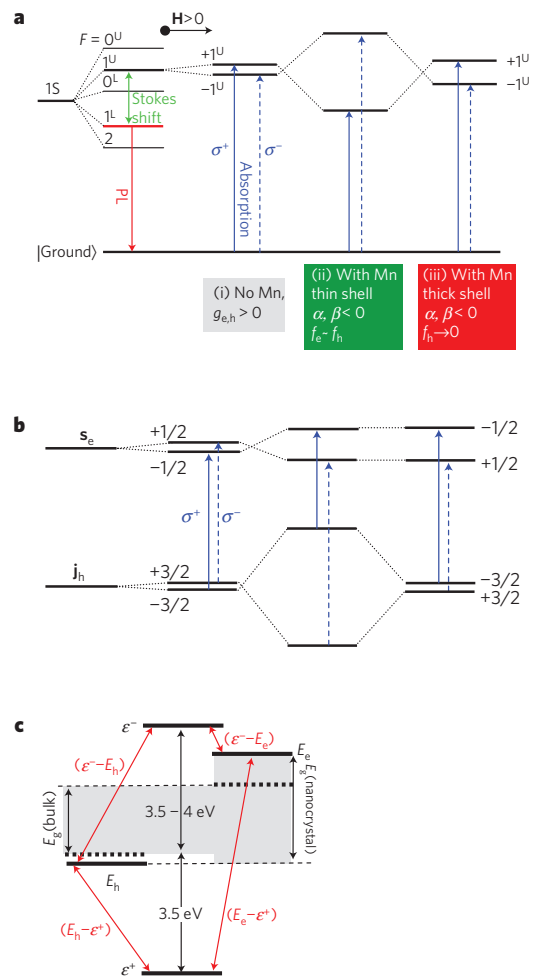 a
H>0
F = 0ᵁ
1ᵁ
0ᴸ
1ᴸ
2
1S
Stokes
shift
PL
+1ᵁ
−1ᵁ
+1ᵁ
−1ᵁ
σ⁺
Absorption
σ⁻
|Ground⟩
(i) No Mn,
gₑ,ₕ > 0
(ii) With Mn
thin shell
α, β < 0
fₑ ~ fₕ
(iii) With Mn
thick shell
α, β < 0
fₕ→0
b
sₑ
+1/2
−1/2
−1/2
+1/2
σ⁺
σ⁻
jₕ
+3/2
−3/2
−3/2
+3/2
c
ε⁻
(ε⁻−Eₕ)
(ε⁻−Eₑ)
Eₑ
E_g (bulk)
3.5 – 4 eV
E_g (nanocrystal)
Eₕ
3.5 eV
(Eₕ−ε⁺)
(Eₑ−ε⁺)
ε⁺